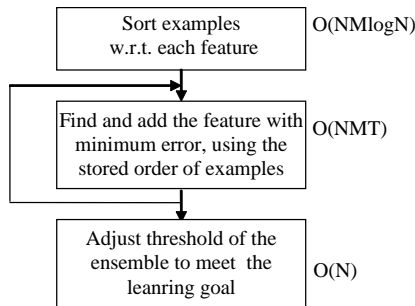 Sort examples
w.r.t. each feature
O(NMlogN)
Find and add the feature with
minimum error, using the
stored order of examples
O(NMT)
Adjust threshold of the
ensemble to meet the
leanring goal
O(N)